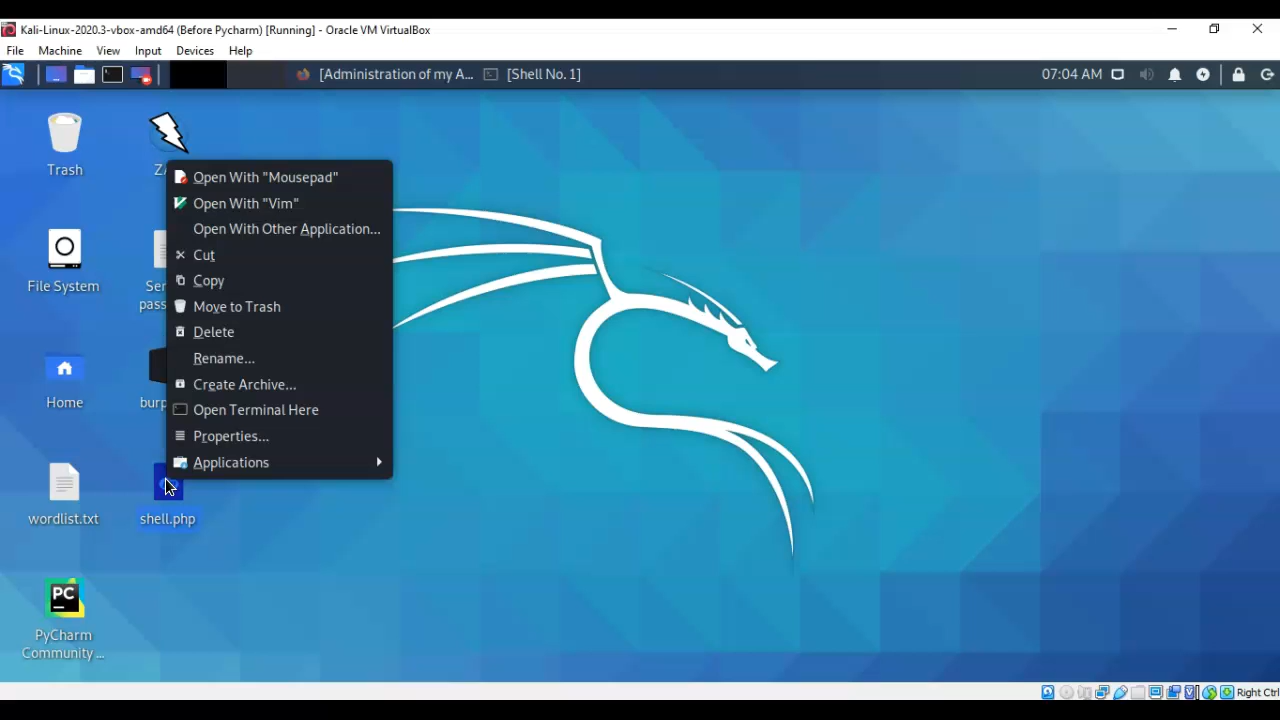 Kali-Linux-2020.3-vbox-amd64 (Before Pycharm) [Running] - Oracle VM VirtualBox
File Machine View Input Devices Help
[Administration of my A... [Shell No. 1] 07:04 AM
Trash
Open With "Mousepad"
Open With "Vim"
Open With Other Application...
Cut
Copy
Move to Trash
Delete
Rename...
Create Archive...
Open Terminal Here
Properties...
Applications
File System
Home
wordlist.txt
shell.php
PC
PyCharm
Community ...
Right Ctrl